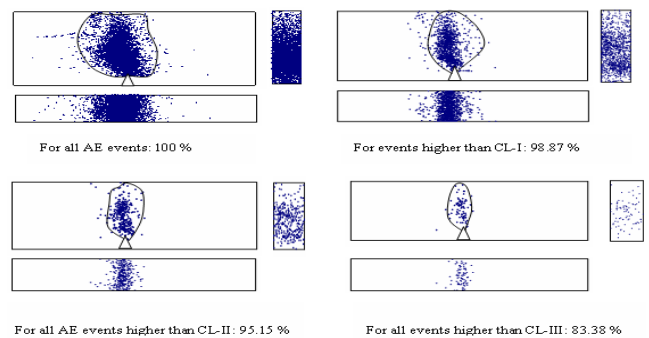 For all AE events: 100 %
For events higher than CL-I: 98.87 %
For all AE events higher than CL-II: 95.15 %
For all events higher than CL-III: 83.38 %